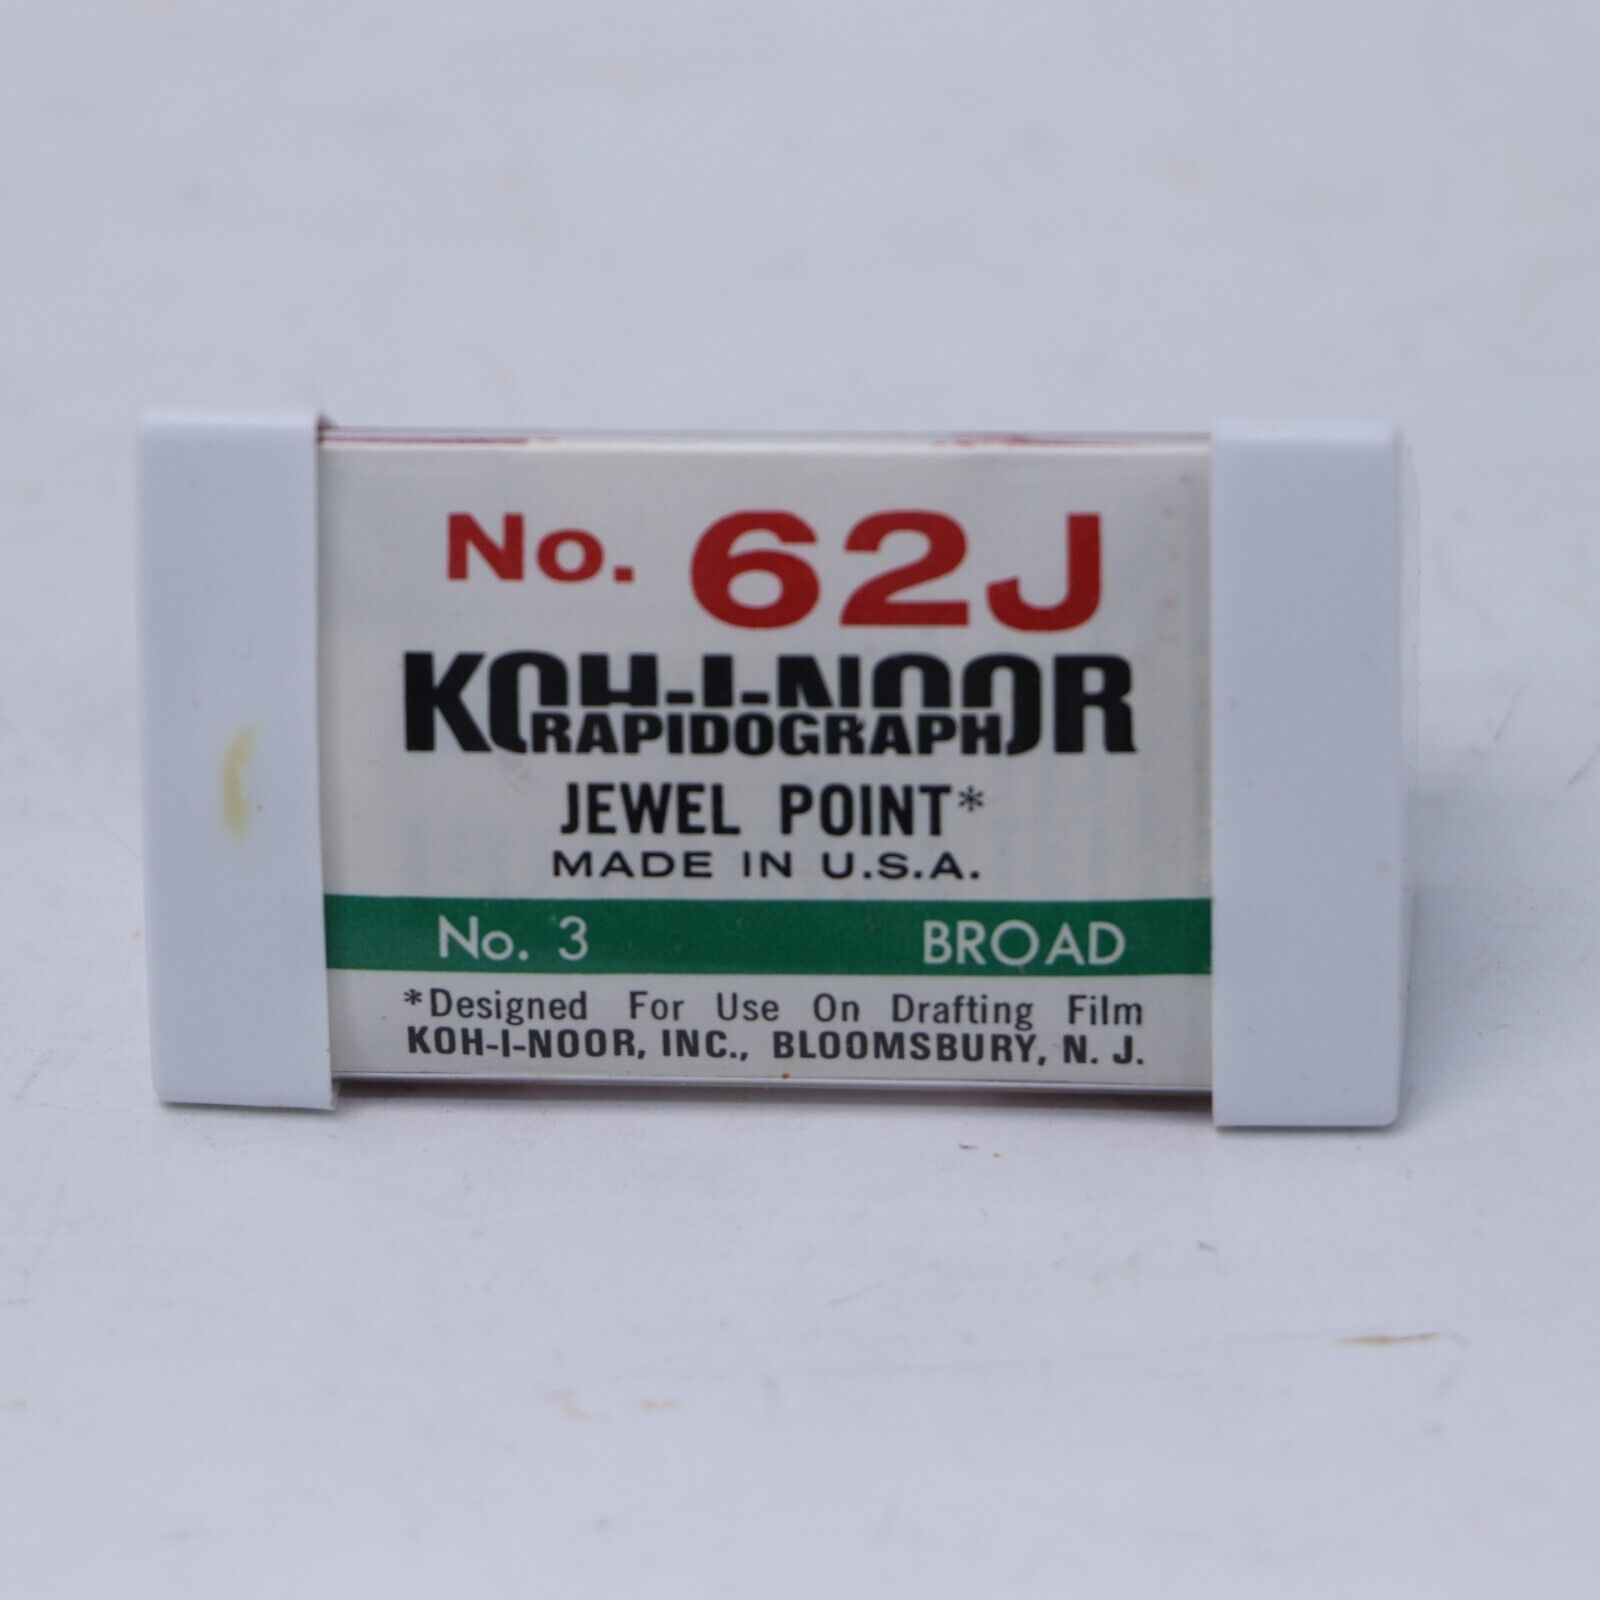 No. 62J
KOH-I-NOOR
RAPIDOGRAPH
JEWEL POINT*
MADE IN U.S.A.
No. 3 BROAD
*Designed For Use On Drafting Film
KOH-I-NOOR, INC., BLOOMSBURY, N. J.